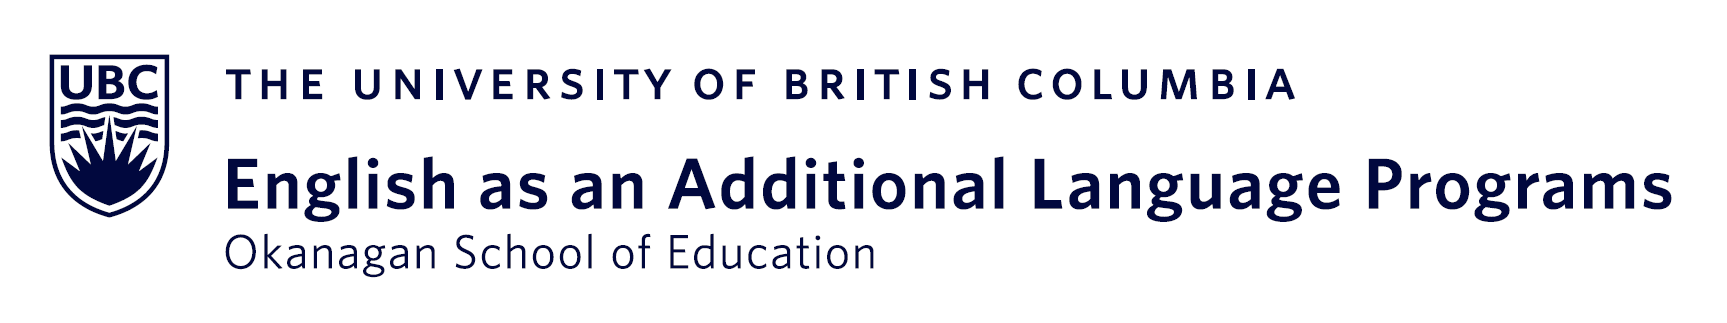 UBC
THE UNIVERSITY OF BRITISH COLUMBIA
English as an Additional Language Programs
Okanagan School of Education